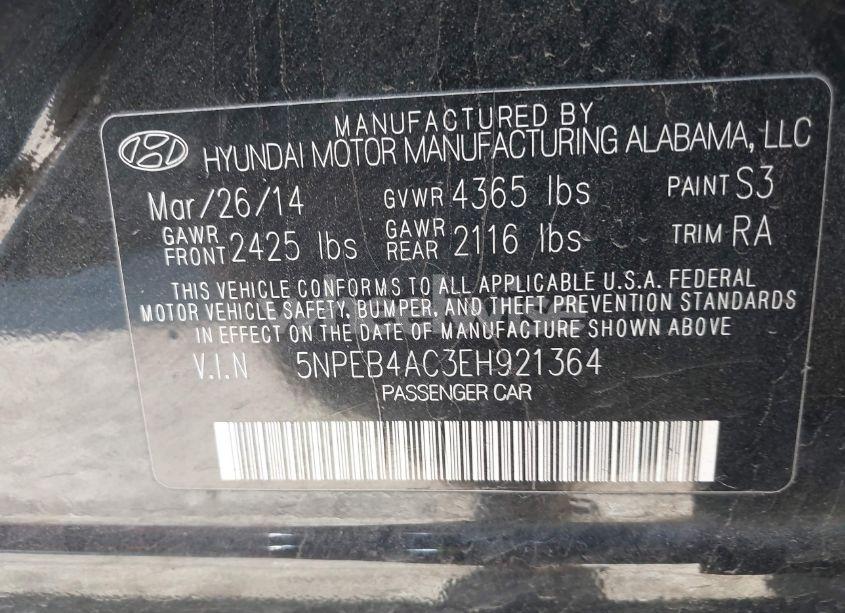 MANUFACTURED BY
HYUNDAI MOTOR MANUFACTURING ALABAMA, LLC
Mar/26/14 GVWR 4365 lbs PAINT S3
GAWR FRONT 2425 lbs GAWR REAR 2116 lbs TRIM RA
THIS VEHICLE CONFORMS TO ALL APPLICABLE U.S.A. FEDERAL
MOTOR VEHICLE SAFETY, BUMPER, AND THEFT PREVENTION STANDARDS
IN EFFECT ON THE DATE OF MANUFACTURE SHOWN ABOVE.
V.I.N 5NPEB4AC3EH921364
PASSENGER CAR